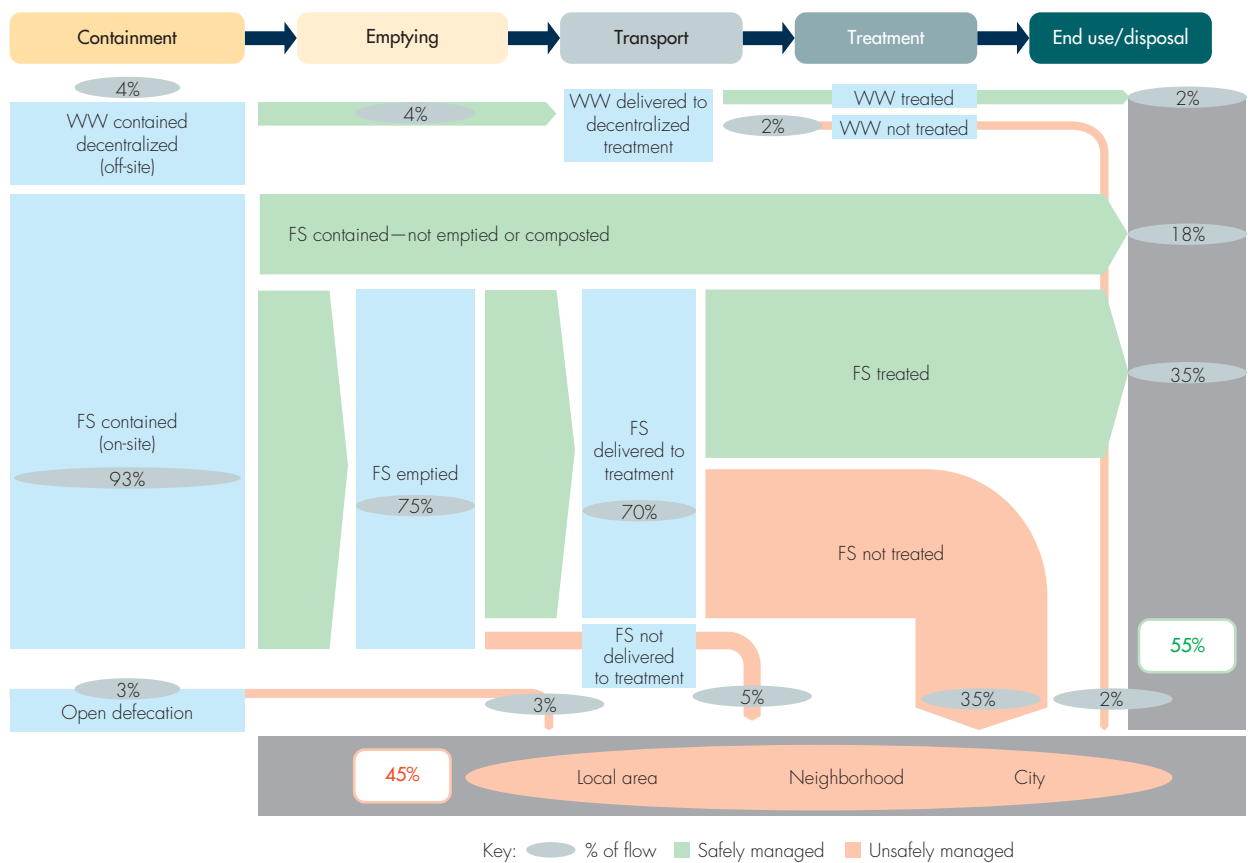 Containment
Emptying
Transport
Treatment
End use/disposal
4%
WW contained
decentralized
(off-site)
4%
WW delivered to
decentralized
treatment
WW treated
2%
2%
WW not treated
FS contained—not emptied or composted
18%
FS contained
(on-site)
93%
FS emptied
75%
FS
delivered to
treatment
70%
FS treated
35%
FS not treated
FS not
delivered
to treatment
55%
3%
Open defecation
3%
5%
35%
2%
45%
Local area
Neighborhood
City
Key: % of flow Safely managed Unsafely managed